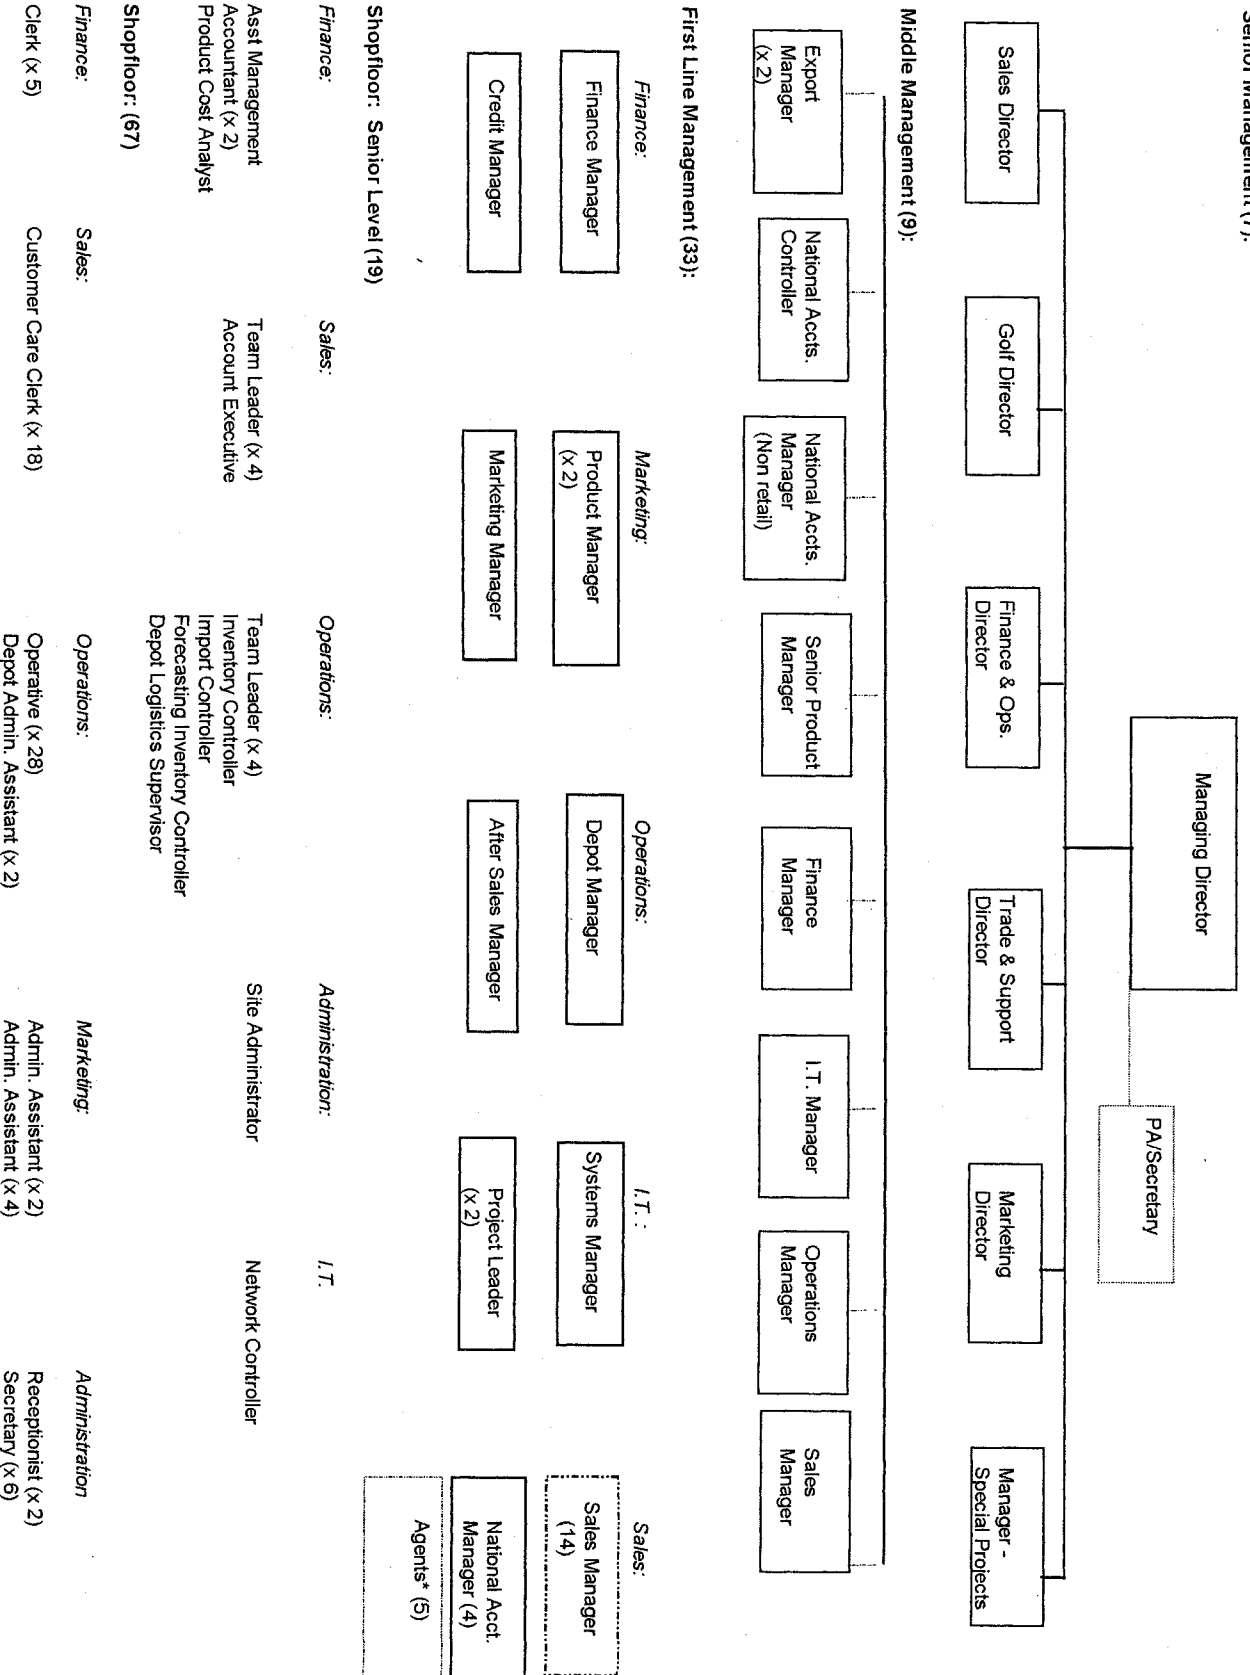 Senior Management (7):
Managing Director
PA/Secretary
Sales Director
Golf Director
Finance & Ops.
Director
Trade & Support
Director
Marketing
Director
Manager -
Special Projects
Middle Management (9):
Export
Manager
(x 2)
National Accts.
Controller
National Accts.
Manager
(Non retail)
Senior Product
Manager
Finance
Manager
I.T. Manager
Operations
Manager
Sales
Manager
First Line Management (33):
Finance:
Marketing:
Operations:
I.T. :
Sales:
Finance Manager
Product Manager
(x 2)
Depot Manager
Systems Manager
Sales Manager
(14)
Credit Manager
Marketing Manager
After Sales Manager
Project Leader
(x 2)
National Acct.
Manager (4)
Agents* (5)
Shopfloor: Senior Level (19)
Finance:
Sales:
Operations:
Administration:
I.T.
Asst Management
Accountant (x 2)
Product Cost Analyst
Team Leader (x 4)
Account Executive
Team Leader (x 4)
Inventory Controller
Import Controller
Forecasting Inventory Controller
Depot Logistics Supervisor
Site Administrator
Network Controller
Shopfloor: (67)
Finance:
Sales:
Operations:
Marketing:
Administration
Clerk (x 5)
Customer Care Clerk (x 18)
Operative (x 28)
Depot Admin. Assistant (x 2)
Admin. Assistant (x 2)
Admin. Assistant (x 4)
Receptionist (x 2)
Secretary (x 6)